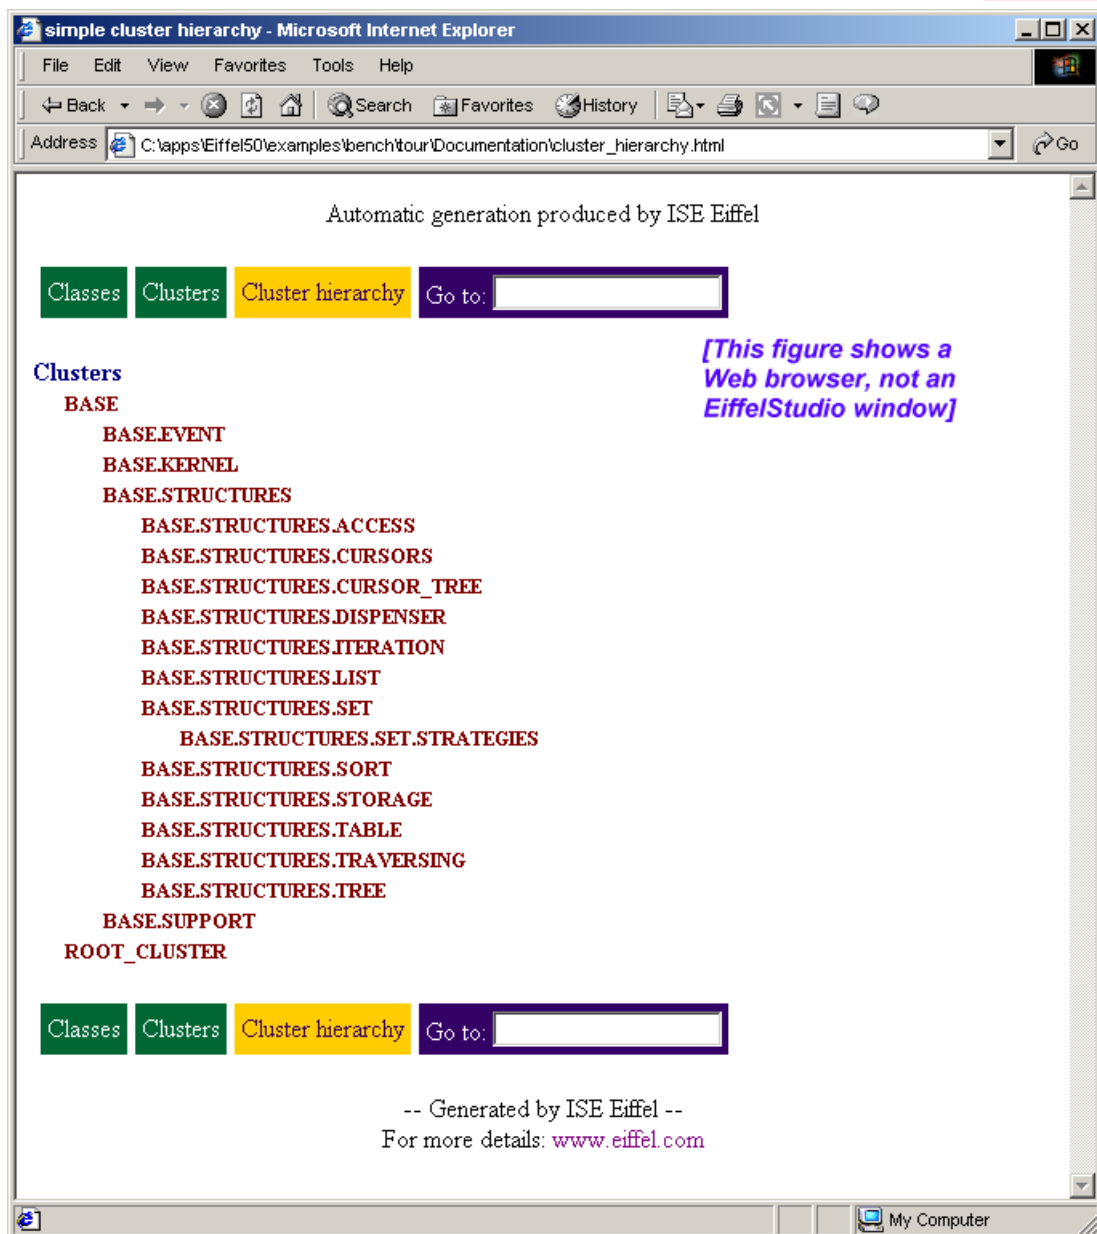 simple cluster hierarchy - Microsoft Internet Explorer
File Edit View Favorites Tools Help
Back Search Favorites History
Address C:\apps\Eiffel50\examples\bench\tour\Documentation\cluster_hierarchy.html Go
Automatic generation produced by ISE Eiffel
Classes Clusters Cluster hierarchy Go to:
[This figure shows a
Web browser, not an
EiffelStudio window]
Clusters
BASE
BASE.EVENT
BASE.KERNEL
BASE.STRUCTURES
BASE.STRUCTURES.ACCESS
BASE.STRUCTURES.CURSORS
BASE.STRUCTURES.CURSOR_TREE
BASE.STRUCTURES.DISPENSER
BASE.STRUCTURES.ITERATION
BASE.STRUCTURES.LIST
BASE.STRUCTURES.SET
BASE.STRUCTURES.SET.STRATEGIES
BASE.STRUCTURES.SORT
BASE.STRUCTURES.STORAGE
BASE.STRUCTURES.TABLE
BASE.STRUCTURES.TRAVERSING
BASE.STRUCTURES.TREE
BASE.SUPPORT
ROOT_CLUSTER
Classes Clusters Cluster hierarchy Go to:
-- Generated by ISE Eiffel --
For more details: www.eiffel.com
My Computer